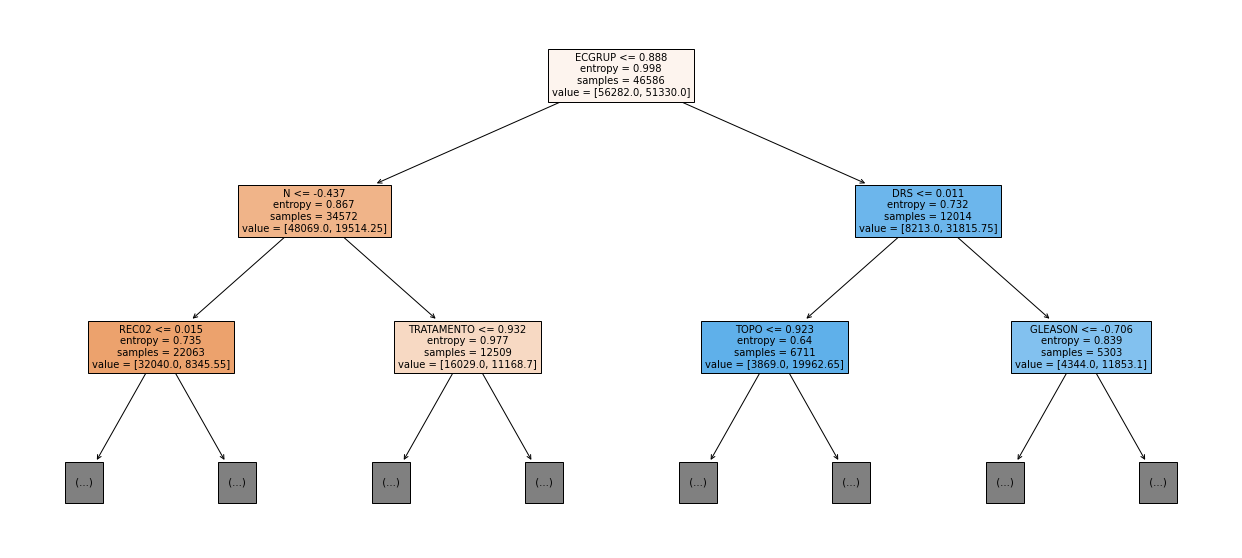 ECGRUP <= 0.888
entropy = 0.998
samples = 46586
value = [56282.0, 51330.0]
N <= -0.437
entropy = 0.867
samples = 34572
value = [48069.0, 19514.25]
DRS <= 0.011
entropy = 0.732
samples = 12014
value = [8213.0, 31815.75]
REC02 <= 0.015
entropy = 0.735
samples = 22063
value = [32040.0, 8345.55]
TRATAMENTO <= 0.932
entropy = 0.977
samples = 12509
value = [16029.0, 11168.7]
TOPO <= 0.923
entropy = 0.64
samples = 6711
value = [3869.0, 19962.65]
GLEASON <= -0.706
entropy = 0.839
samples = 5303
value = [4344.0, 11853.1]
(...)
(...)
(...)
(...)
(...)
(...)
(...)
(...)